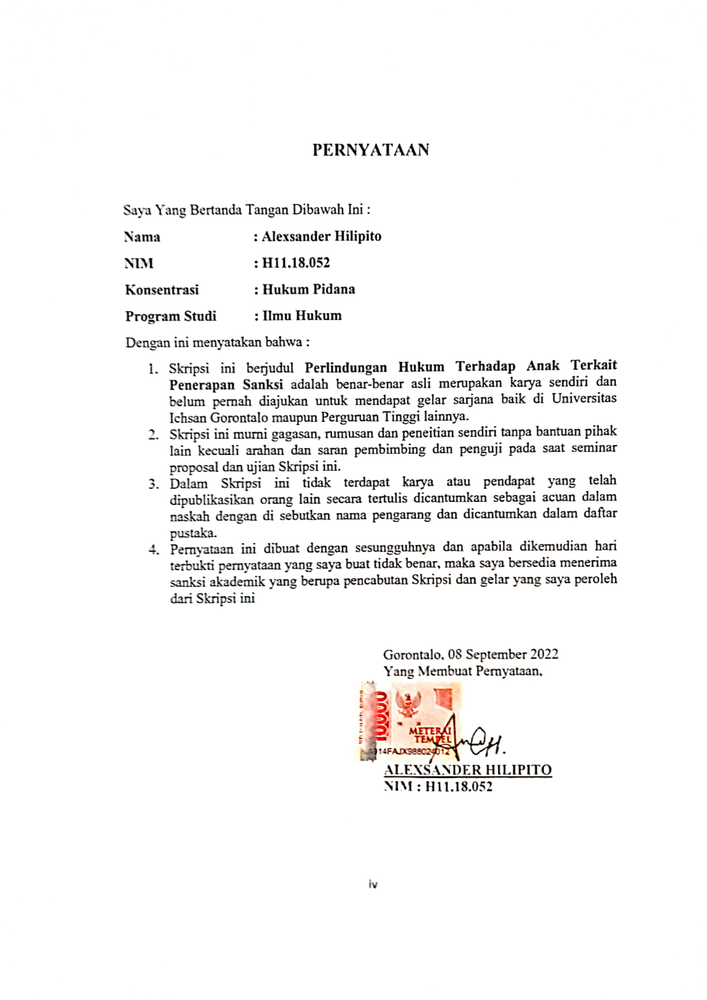 PERNYATAAN
Saya Yang Bertanda Tangan Dibawah Ini :
Nama : Alexsander Hilipito
NIM : H11.18.052
Konsentrasi : Hukum Pidana
Program Studi : Ilmu Hukum
Dengan ini menyatakan bahwa :
1. Skripsi ini berjudul Perlindungan Hukum Terhadap Anak Terkait
Penerapan Sanksi adalah benar-benar asli merupakan karya sendiri dan
belum pernah diajukan untuk mendapat gelar sarjana baik di Universitas
Ichsan Gorontalo maupun Perguruan Tinggi lainnya.
2. Skripsi ini murni gagasan, rumusan dan peneitian sendiri tanpa bantuan pihak
lain kecuali arahan dan saran pembimbing dan penguji pada saat seminar
proposal dan ujian Skripsi ini.
3. Dalam Skripsi ini tidak terdapat karya atau pendapat yang telah
dipublikasikan orang lain secara tertulis dicantumkan sebagai acuan dalam
naskah dengan di sebutkan nama pengarang dan dicantumkan dalam daftar
pustaka.
4. Pernyataan ini dibuat dengan sesungguhnya dan apabila dikemudian hari
terbukti pernyataan yang saya buat tidak benar, maka saya bersedia menerima
sanksi akademik yang berupa pencabutan Skripsi dan gelar yang saya peroleh
dari Skripsi ini
Gorontalo, 08 September 2022
Yang Membuat Pernyataan,
10000
METERAI
TEMPEL
14FAJX988024012
ALEXSANDER HILIPITO
NIM : H11.18.052
iv